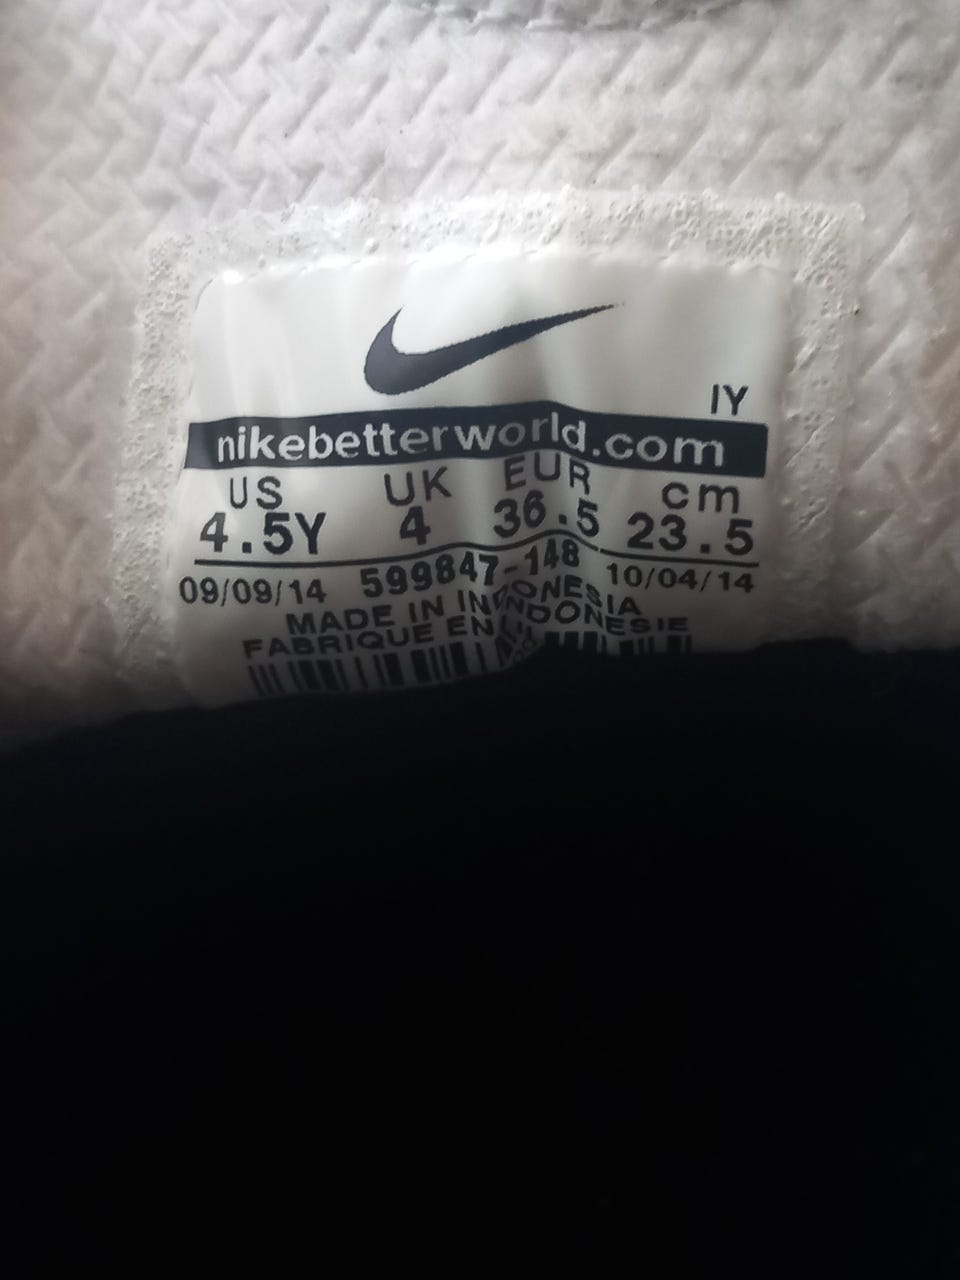 IY
nikebetterworld.com
US UK EUR cm
4.5Y 4 36.5 23.5
09/09/14 599847-148 10/04/14
MADE IN INDONESIA
FABRIQUE EN INDONESIE